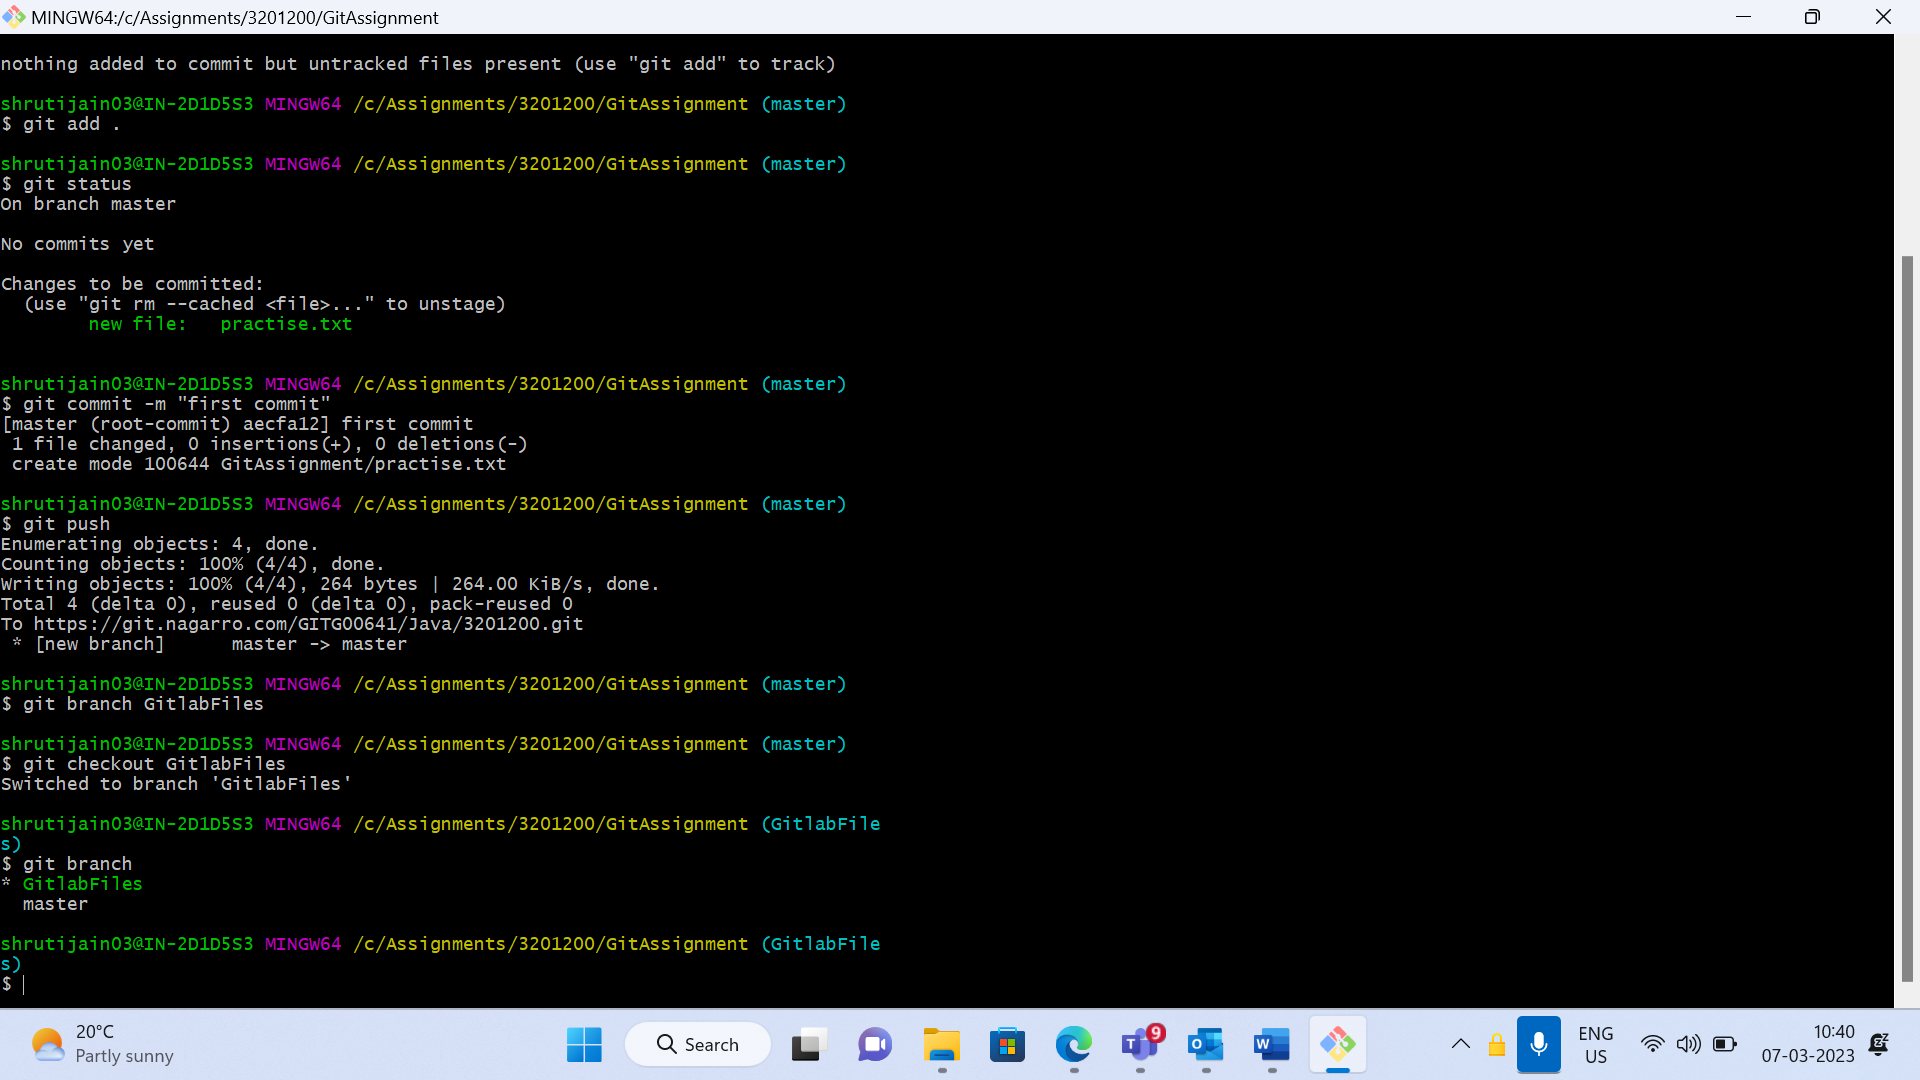 MINGW64:/c/Assignments/3201200/GitAssignment
nothing added to commit but untracked files present (use "git add" to track)
shrutijain03@IN-2D1D5S3 MINGW64 /c/Assignments/3201200/GitAssignment (master)
$ git add .
shrutijain03@IN-2D1D5S3 MINGW64 /c/Assignments/3201200/GitAssignment (master)
$ git status
On branch master
No commits yet
Changes to be committed:
(use "git rm --cached <file>..." to unstage)
new file: practise.txt
shrutijain03@IN-2D1D5S3 MINGW64 /c/Assignments/3201200/GitAssignment (master)
$ git commit -m "first commit"
[master (root-commit) aecfa12] first commit
1 file changed, 0 insertions(+), 0 deletions(-)
create mode 100644 GitAssignment/practise.txt
shrutijain03@IN-2D1D5S3 MINGW64 /c/Assignments/3201200/GitAssignment (master)
$ git push
Enumerating objects: 4, done.
Counting objects: 100% (4/4), done.
Writing objects: 100% (4/4), 264 bytes | 264.00 KiB/s, done.
Total 4 (delta 0), reused 0 (delta 0), pack-reused 0
To https://git.nagarro.com/GITG00641/Java/3201200.git
* [new branch] master -> master
shrutijain03@IN-2D1D5S3 MINGW64 /c/Assignments/3201200/GitAssignment (master)
$ git branch GitlabFiles
shrutijain03@IN-2D1D5S3 MINGW64 /c/Assignments/3201200/GitAssignment (master)
$ git checkout GitlabFiles
Switched to branch 'GitlabFiles'
shrutijain03@IN-2D1D5S3 MINGW64 /c/Assignments/3201200/GitAssignment (GitlabFile
s)
$ git branch
* GitlabFiles
master
shrutijain03@IN-2D1D5S3 MINGW64 /c/Assignments/3201200/GitAssignment (GitlabFile
s)
$
20°C
Partly sunny
Search
9
ENG
US
10:40
07-03-2023